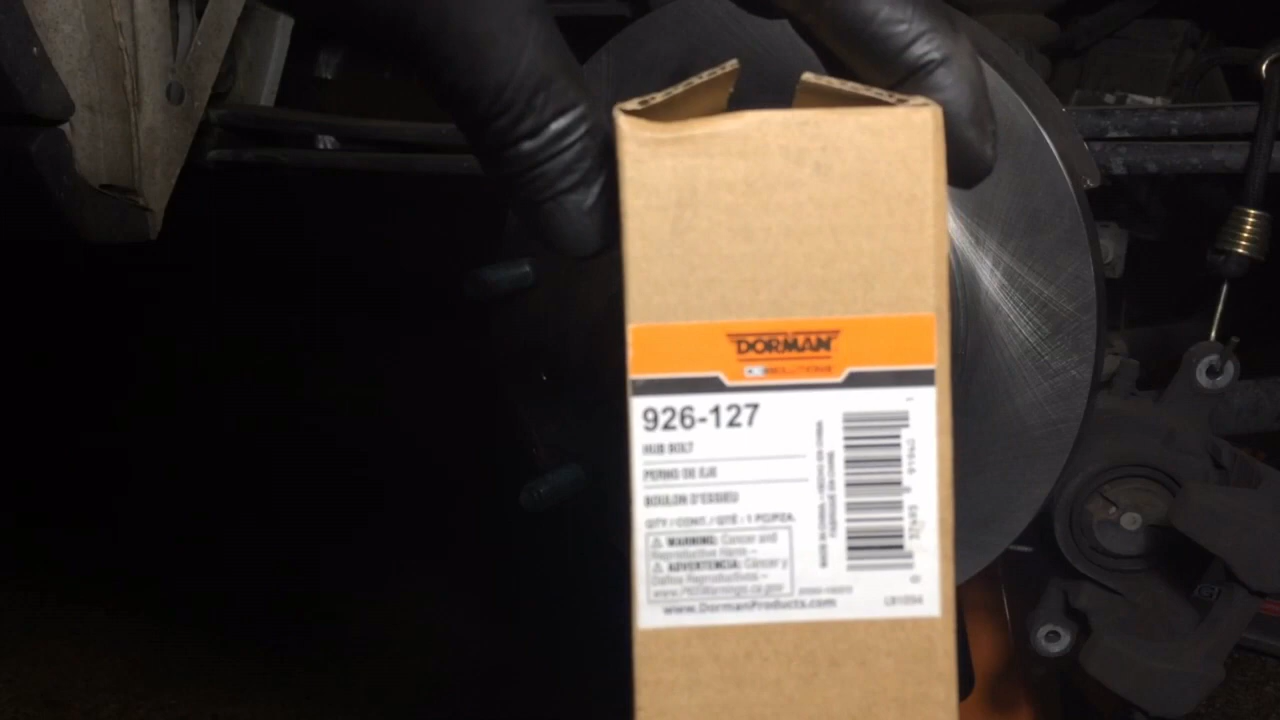 DORMAN
926-127
HUB BOLT
PERNO DE EJE
BOULON D'ESSIEU
QTY / CONT. / QTÉ : 1 PC/PZA.
WARNING: Cancer and
Reproductive Harm –
ADVERTENCIA: Cáncer y
Daños Reproductivos –
www.P65Warnings.ca.gov
www.DormanProducts.com